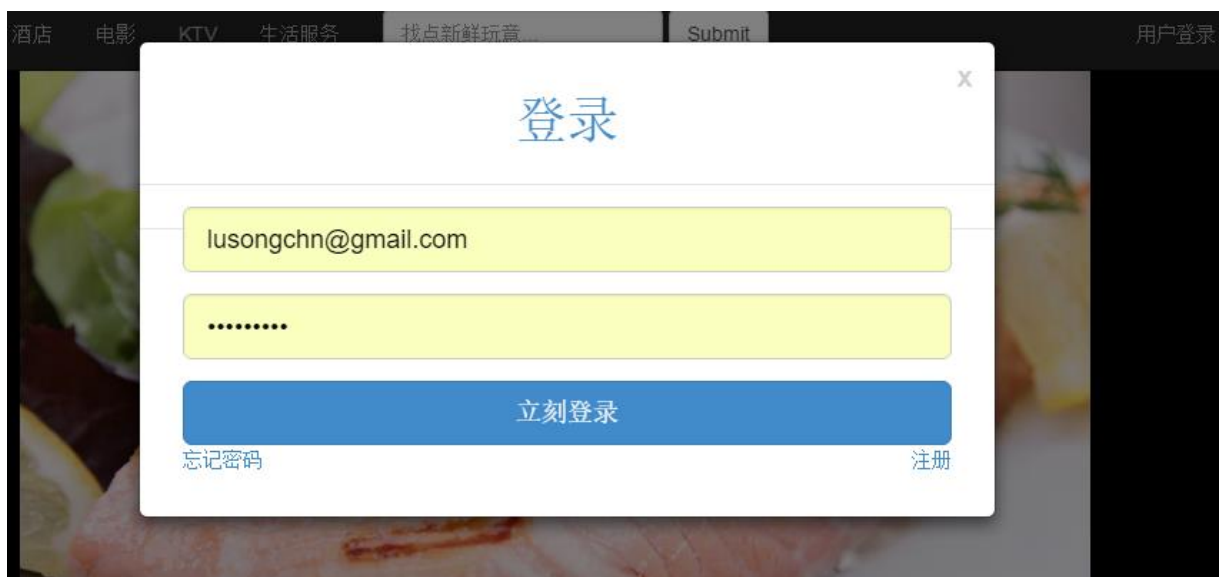 酒店 电影 KTV 生活服务 找点新鲜玩意... Submit 用户登录
x
登录
lusongchn@gmail.com
•••••••••
立刻登录
忘记密码 注册